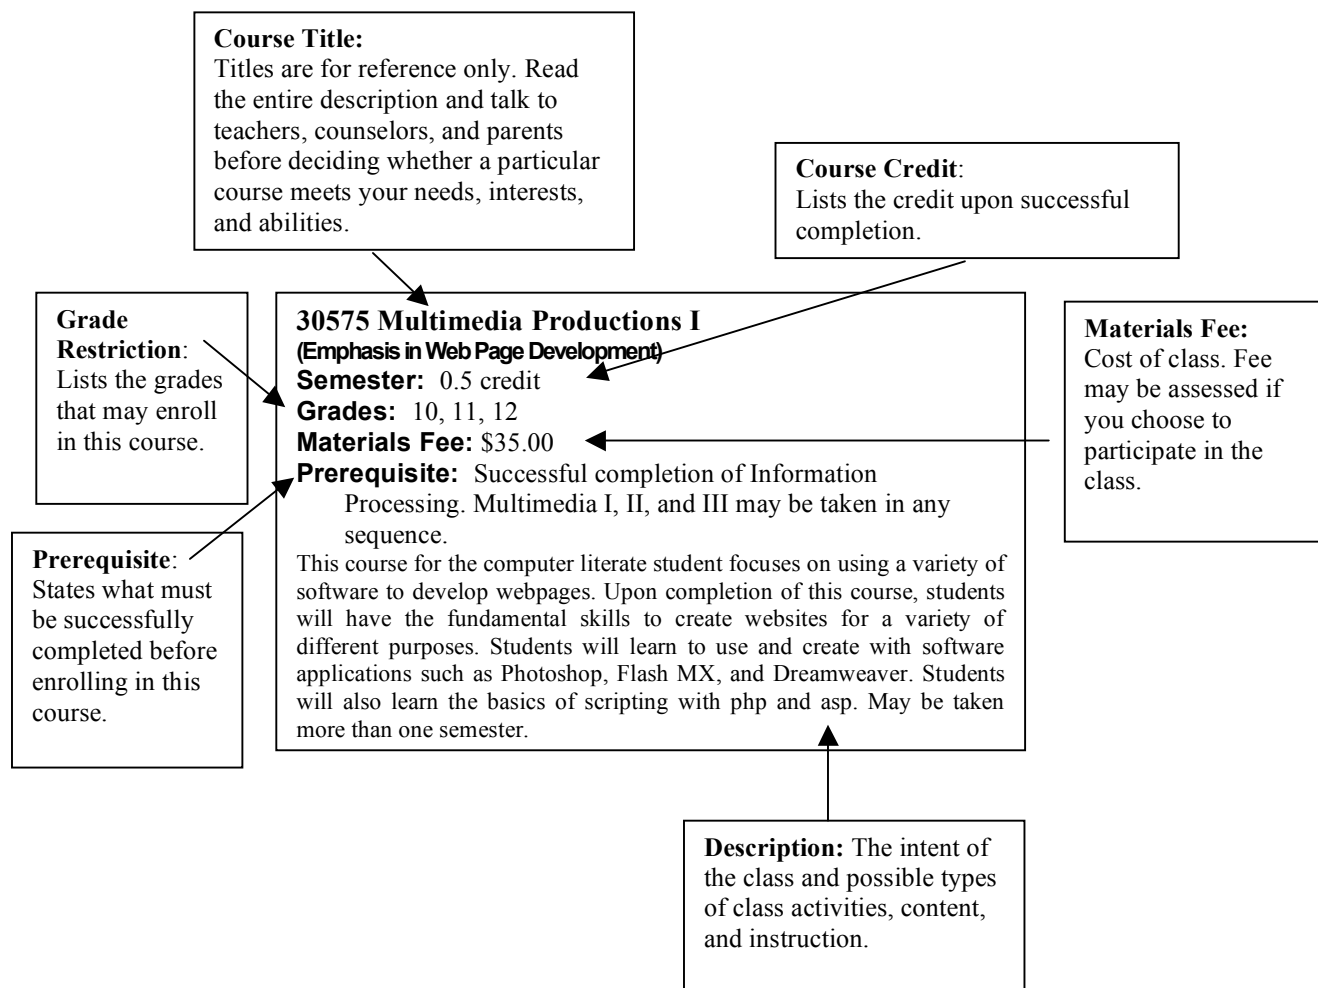 Course Title:
Titles are for reference only. Read
the entire description and talk to
teachers, counselors, and parents
before deciding whether a particular
course meets your needs, interests,
and abilities.
Course Credit:
Lists the credit upon successful
completion.
Grade
Restriction:
Lists the grades
that may enroll
in this course.
30575 Multimedia Productions I
(Emphasis in Web Page Development)
Semester: 0.5 credit
Grades: 10, 11, 12
Materials Fee: $35.00
Prerequisite: Successful completion of Information
Processing. Multimedia I, II, and III may be taken in any
sequence.
This course for the computer literate student focuses on using a variety of
software to develop webpages. Upon completion of this course, students
will have the fundamental skills to create websites for a variety of
different purposes. Students will learn to use and create with software
applications such as Photoshop, Flash MX, and Dreamweaver. Students
will also learn the basics of scripting with php and asp. May be taken
more than one semester.
Materials Fee:
Cost of class. Fee
may be assessed if
you choose to
participate in the
class.
Prerequisite:
States what must
be successfully
completed before
enrolling in this
course.
Description: The intent of
the class and possible types
of class activities, content,
and instruction.